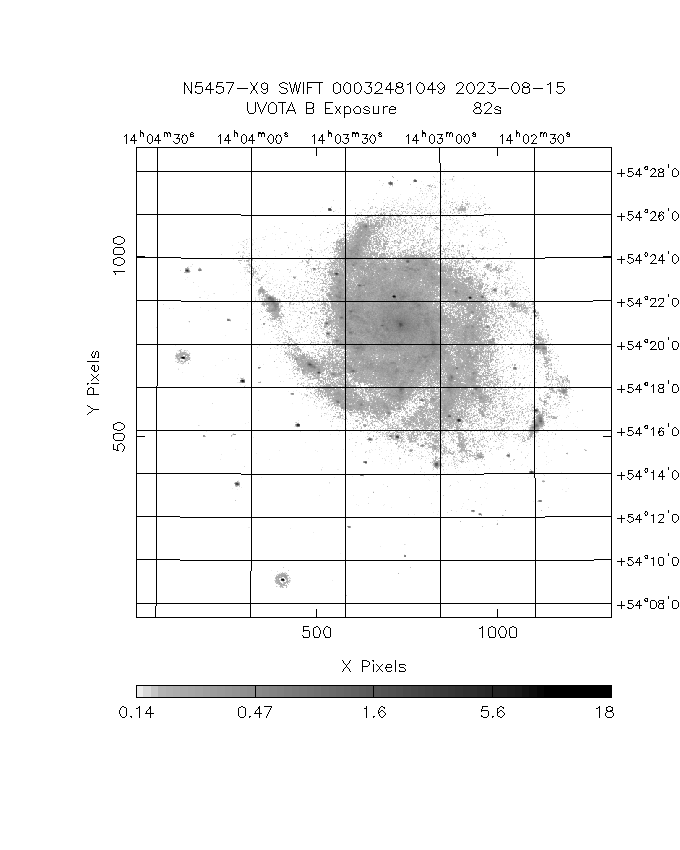 N5457-X9 SWIFT 00032481049 2023-08-15
UVOTA B Exposure 82s
14ʰ04ᵐ30ˢ 14ʰ04ᵐ00ˢ 14ʰ03ᵐ30ˢ 14ʰ03ᵐ00ˢ 14ʰ02ᵐ30ˢ
+54°28'0
+54°26'0
1000 +54°24'0
+54°22'0
+54°20'0
Y Pixels
+54°18'0
500 +54°16'0
+54°14'0
+54°12'0
+54°10'0
+54°08'0
500 1000
X Pixels
0.14 0.47 1.6 5.6 18